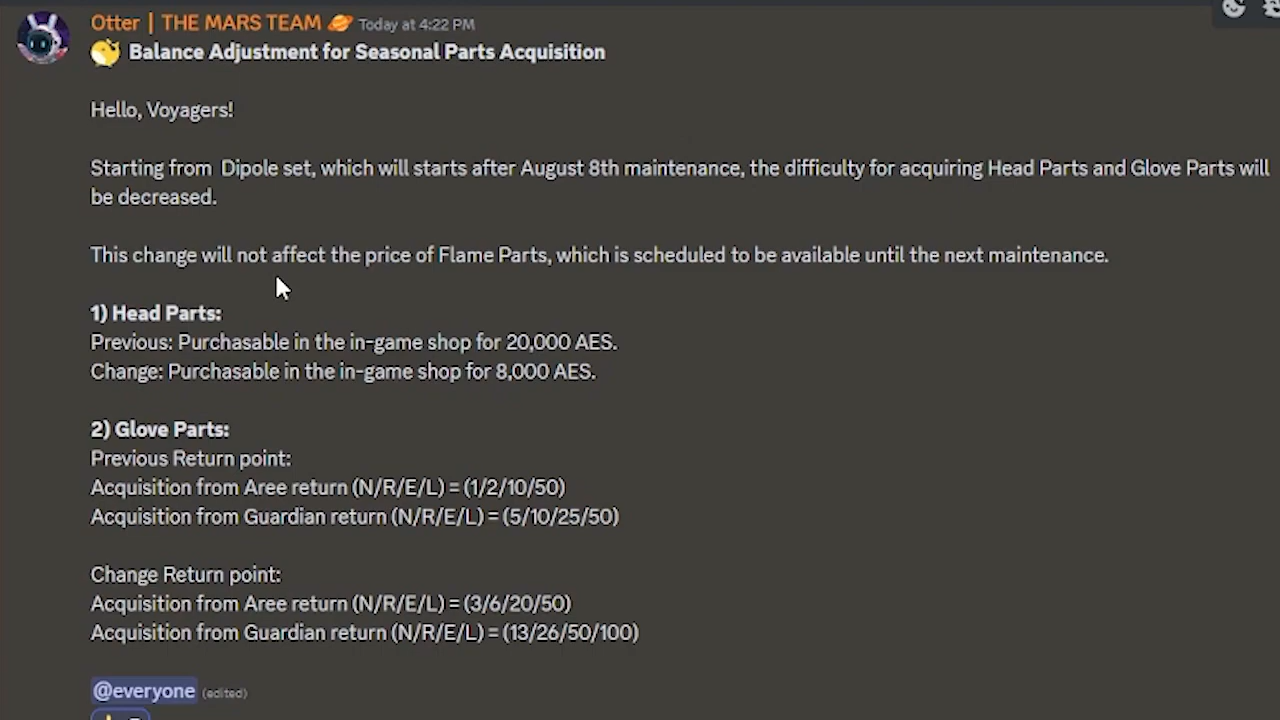 Otter | THE MARS TEAM 🪐 Today at 4:22 PM
Balance Adjustment for Seasonal Parts Acquisition
Hello, Voyagers!
Starting from Dipole set, which will starts after August 8th maintenance, the difficulty for acquiring Head Parts and Glove Parts will
be decreased.
This change will not affect the price of Flame Parts, which is scheduled to be available until the next maintenance.
1) Head Parts:
Previous: Purchasable in the in-game shop for 20,000 AES.
Change: Purchasable in the in-game shop for 8,000 AES.
2) Glove Parts:
Previous Return point:
Acquisition from Aree return (N/R/E/L) = (1/2/10/50)
Acquisition from Guardian return (N/R/E/L) = (5/10/25/50)
Change Return point:
Acquisition from Aree return (N/R/E/L) = (3/6/20/50)
Acquisition from Guardian return (N/R/E/L) = (13/26/50/100)
@everyone (edited)